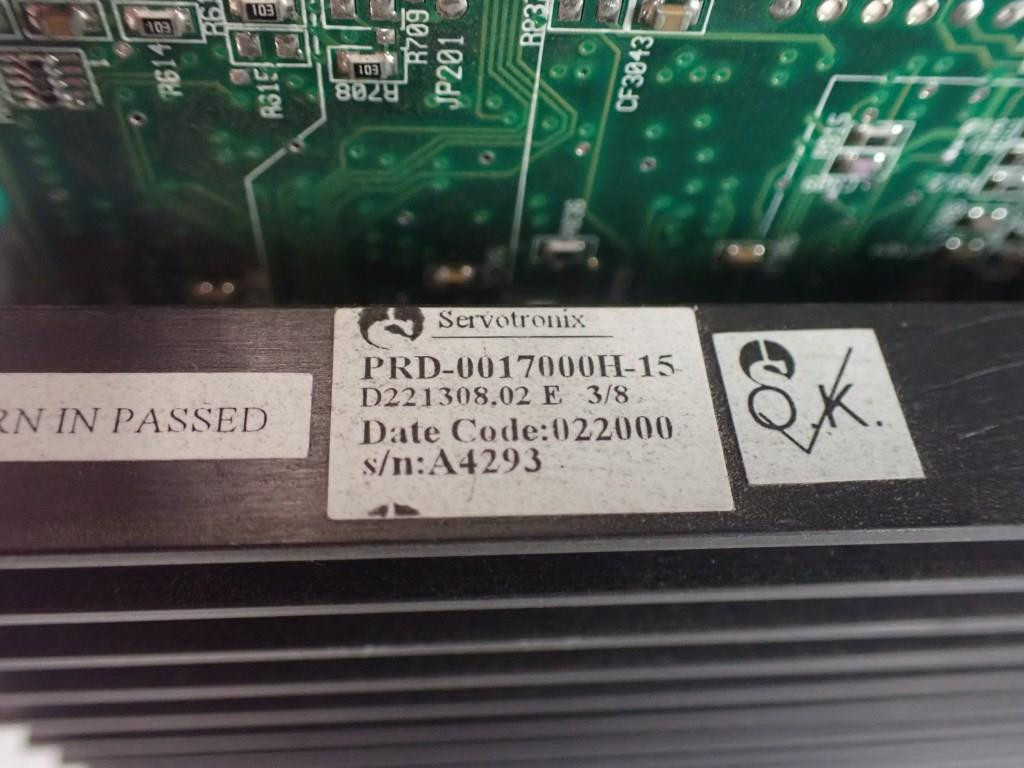 103
R614
103
R615
103
R708
R709
JP201
CF3043
RN IN PASSED
Servotronix
PRD-0017000H-15
D221308.02 E 3/8
Date Code:022000
s/n:A4293
O.K.